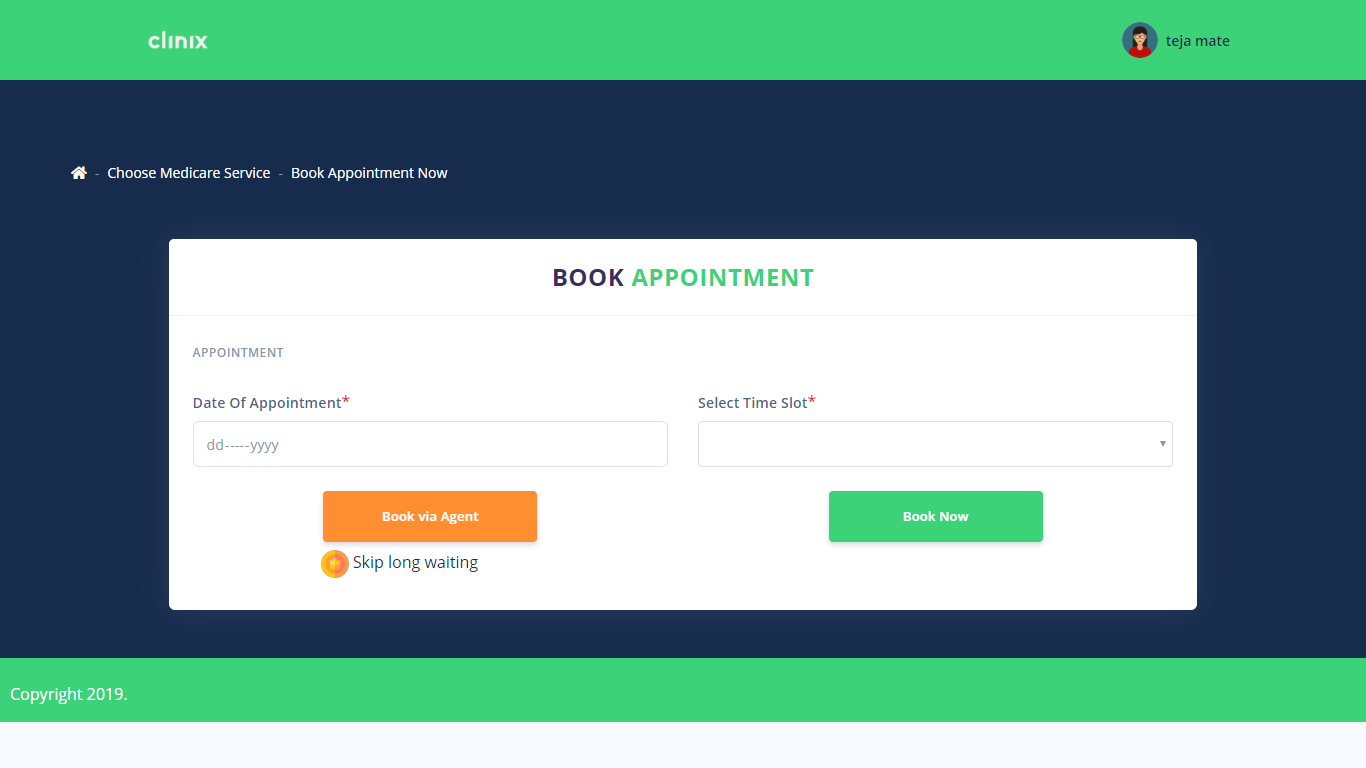 clinix
teja mate
- Choose Medicare Service - Book Appointment Now
BOOK APPOINTMENT
APPOINTMENT
Date Of Appointment*
Select Time Slot*
dd-----yyyy
Book via Agent
Book Now
Skip long waiting
Copyright 2019.